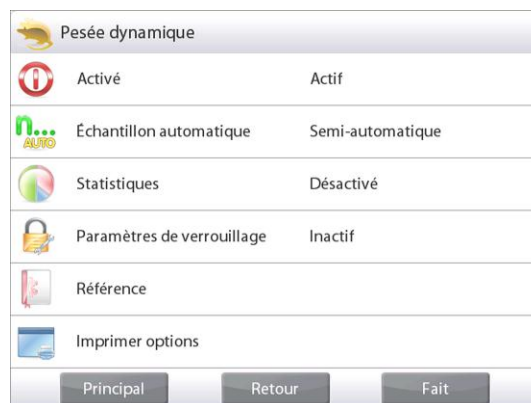 Pesée dynamique
Activé Actif
n... AUTO Échantillon automatique Semi-automatique
Statistiques Désactivé
Paramètres de verrouillage Inactif
Référence
Imprimer options
Principal Retour Fait